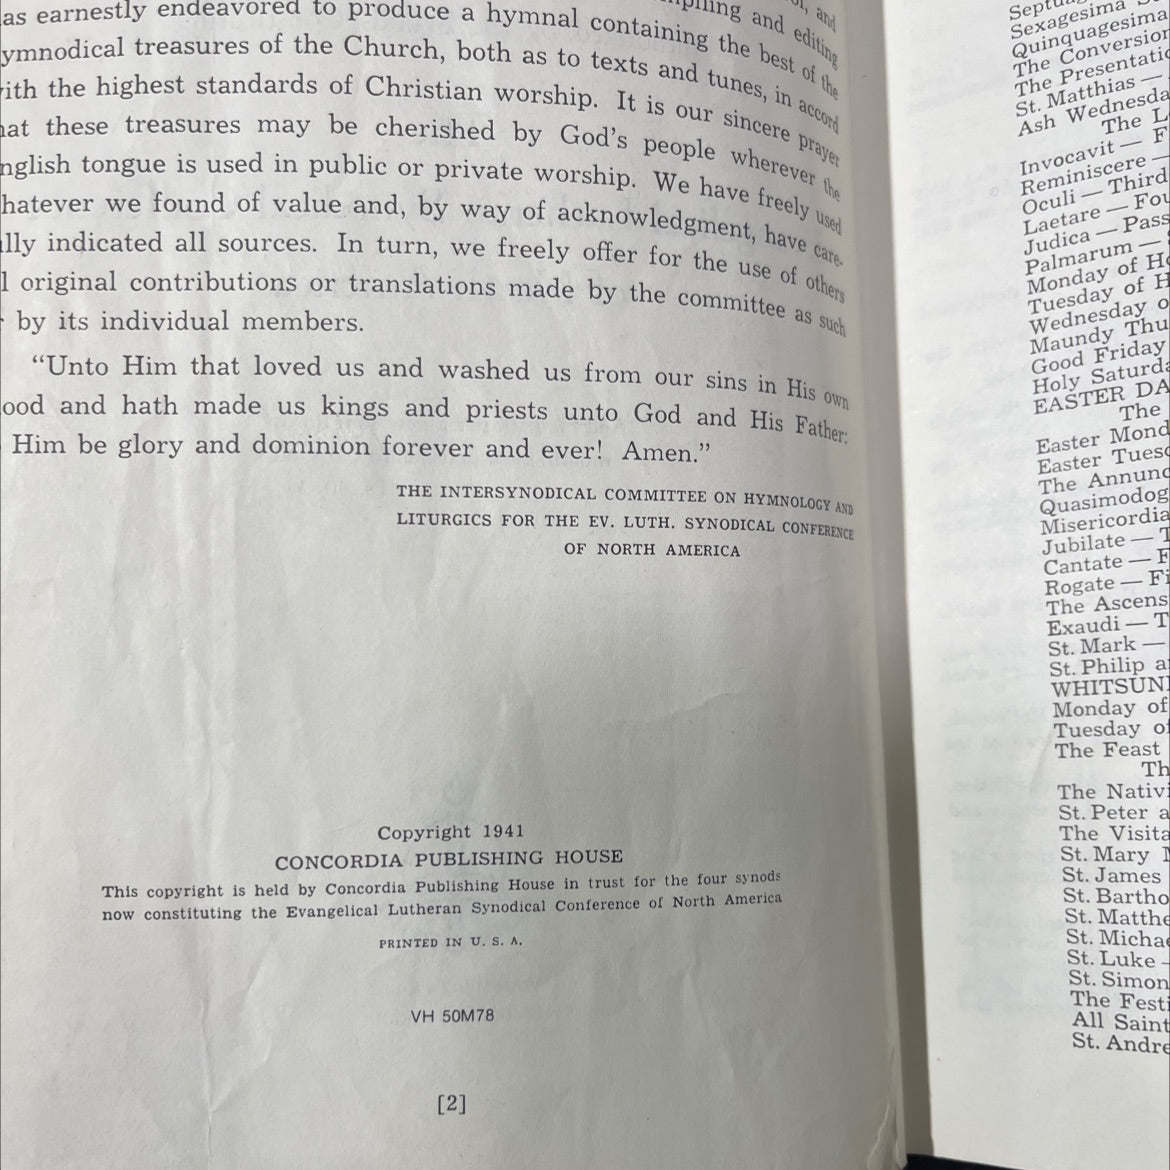 as earnestly endeavored to produce a hymnal containing the best of the
ymnodical treasures of the Church, both as to texts and tunes, in accord
ith the highest standards of Christian worship. It is our sincere prayer
at these treasures may be cherished by God's people wherever the
nglish tongue is used in public or private worship. We have freely used
hatever we found of value and, by way of acknowledgment, have care-
lly indicated all sources. In turn, we freely offer for the use of others
l original contributions or translations made by the committee as such
by its individual members.
“Unto Him that loved us and washed us from our sins in His own
ood and hath made us kings and priests unto God and His Father:
Him be glory and dominion forever and ever! Amen.”
THE INTERSYNODICAL COMMITTEE ON HYMNOLOGY AND
LITURGICS FOR THE EV. LUTH. SYNODICAL CONFERENCE
OF NORTH AMERICA
Copyright 1941
CONCORDIA PUBLISHING HOUSE
This copyright is held by Concordia Publishing House in trust for the four synods
now constituting the Evangelical Lutheran Synodical Conference of North America
PRINTED IN U. S. A.
VH 50M78
[2]
Septu
Sexagesima S
Quinquagesima
The Conversion
The Presentatio
St. Matthias —
Ash Wednesda
The L
Invocavit — F
Reminiscere —
Oculi — Third
Laetare — Fou
Judica — Pass
Palmarum —
Monday of Ho
Tuesday of H
Wednesday o
Maundy Thu
Good Friday
Holy Saturda
EASTER DA
The
Easter Mond
Easter Tuesd
The Annunc
Quasimodog
Misericordia
Jubilate — T
Cantate — F
Rogate — Fi
The Ascens
Exaudi — T
St. Mark —
St. Philip a
WHITSUN
Monday of
Tuesday of
The Feast
Th
The Nativi
St. Peter a
The Visita
St. Mary M
St. James
St. Bartho
St. Matthe
St. Michae
St. Luke —
St. Simon
The Festi
All Saint
St. Andre